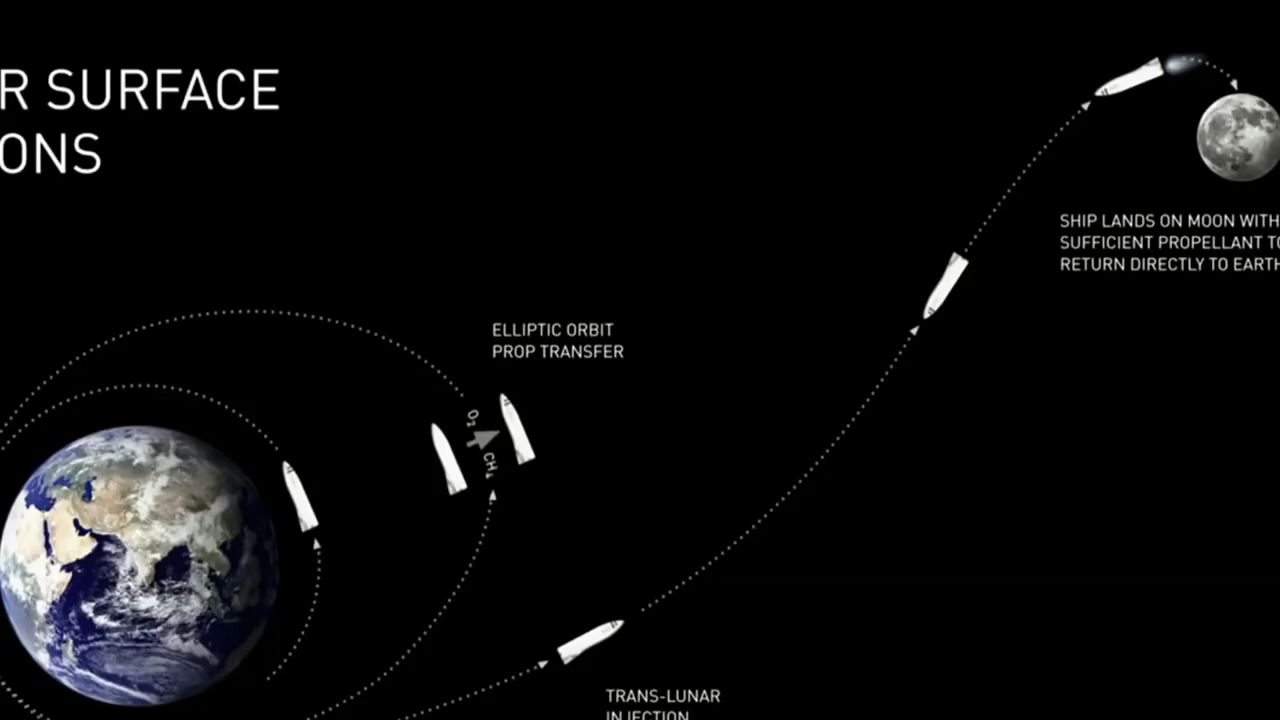 R SURFACE
ONS
SHIP LANDS ON MOON WITH
SUFFICIENT PROPELLANT TO
RETURN DIRECTLY TO EARTH
ELLIPTIC ORBIT
PROP TRANSFER
O₂
CH₄
TRANS-LUNAR
INJECTION